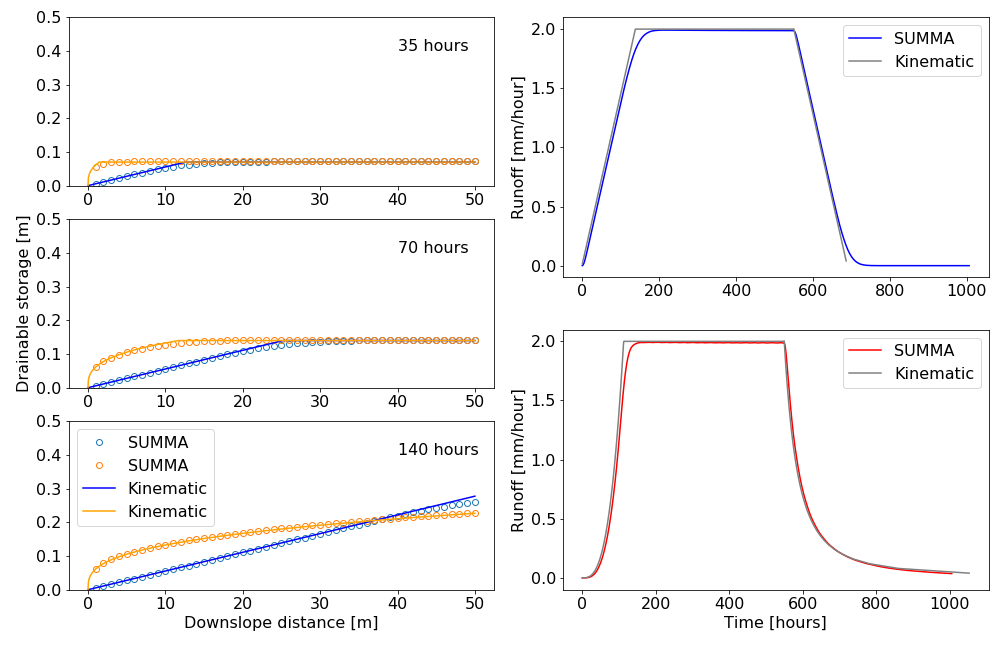 0.5
0.4
0.3
0.2
0.1
0.0
35 hours
0 10 20 30 40 50
0.5
0.4
0.3
0.2
0.1
0.0
70 hours
0 10 20 30 40 50
Drainable storage [m]
0.5
0.4
0.3
0.2
0.1
0.0
140 hours
SUMMA
SUMMA
Kinematic
Kinematic
0 10 20 30 40 50
Downslope distance [m]
2.0
1.5
1.0
0.5
0.0
Runoff [mm/hour]
SUMMA
Kinematic
0 200 400 600 800 1000
2.0
1.5
1.0
0.5
0.0
Runoff [mm/hour]
SUMMA
Kinematic
0 200 400 600 800 1000
Time [hours]